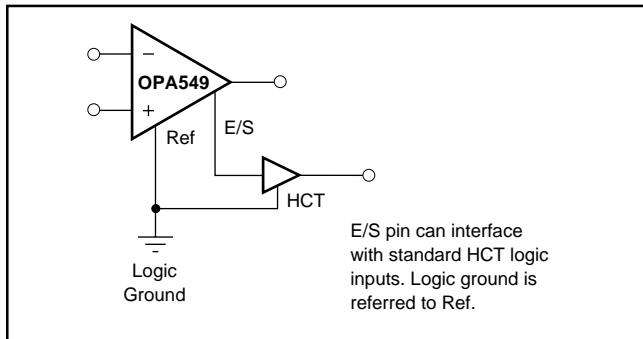 −
OPA549
+
Ref
E/S
HCT
Logic
Ground
E/S pin can interface
with standard HCT logic
inputs. Logic ground is
referred to Ref.